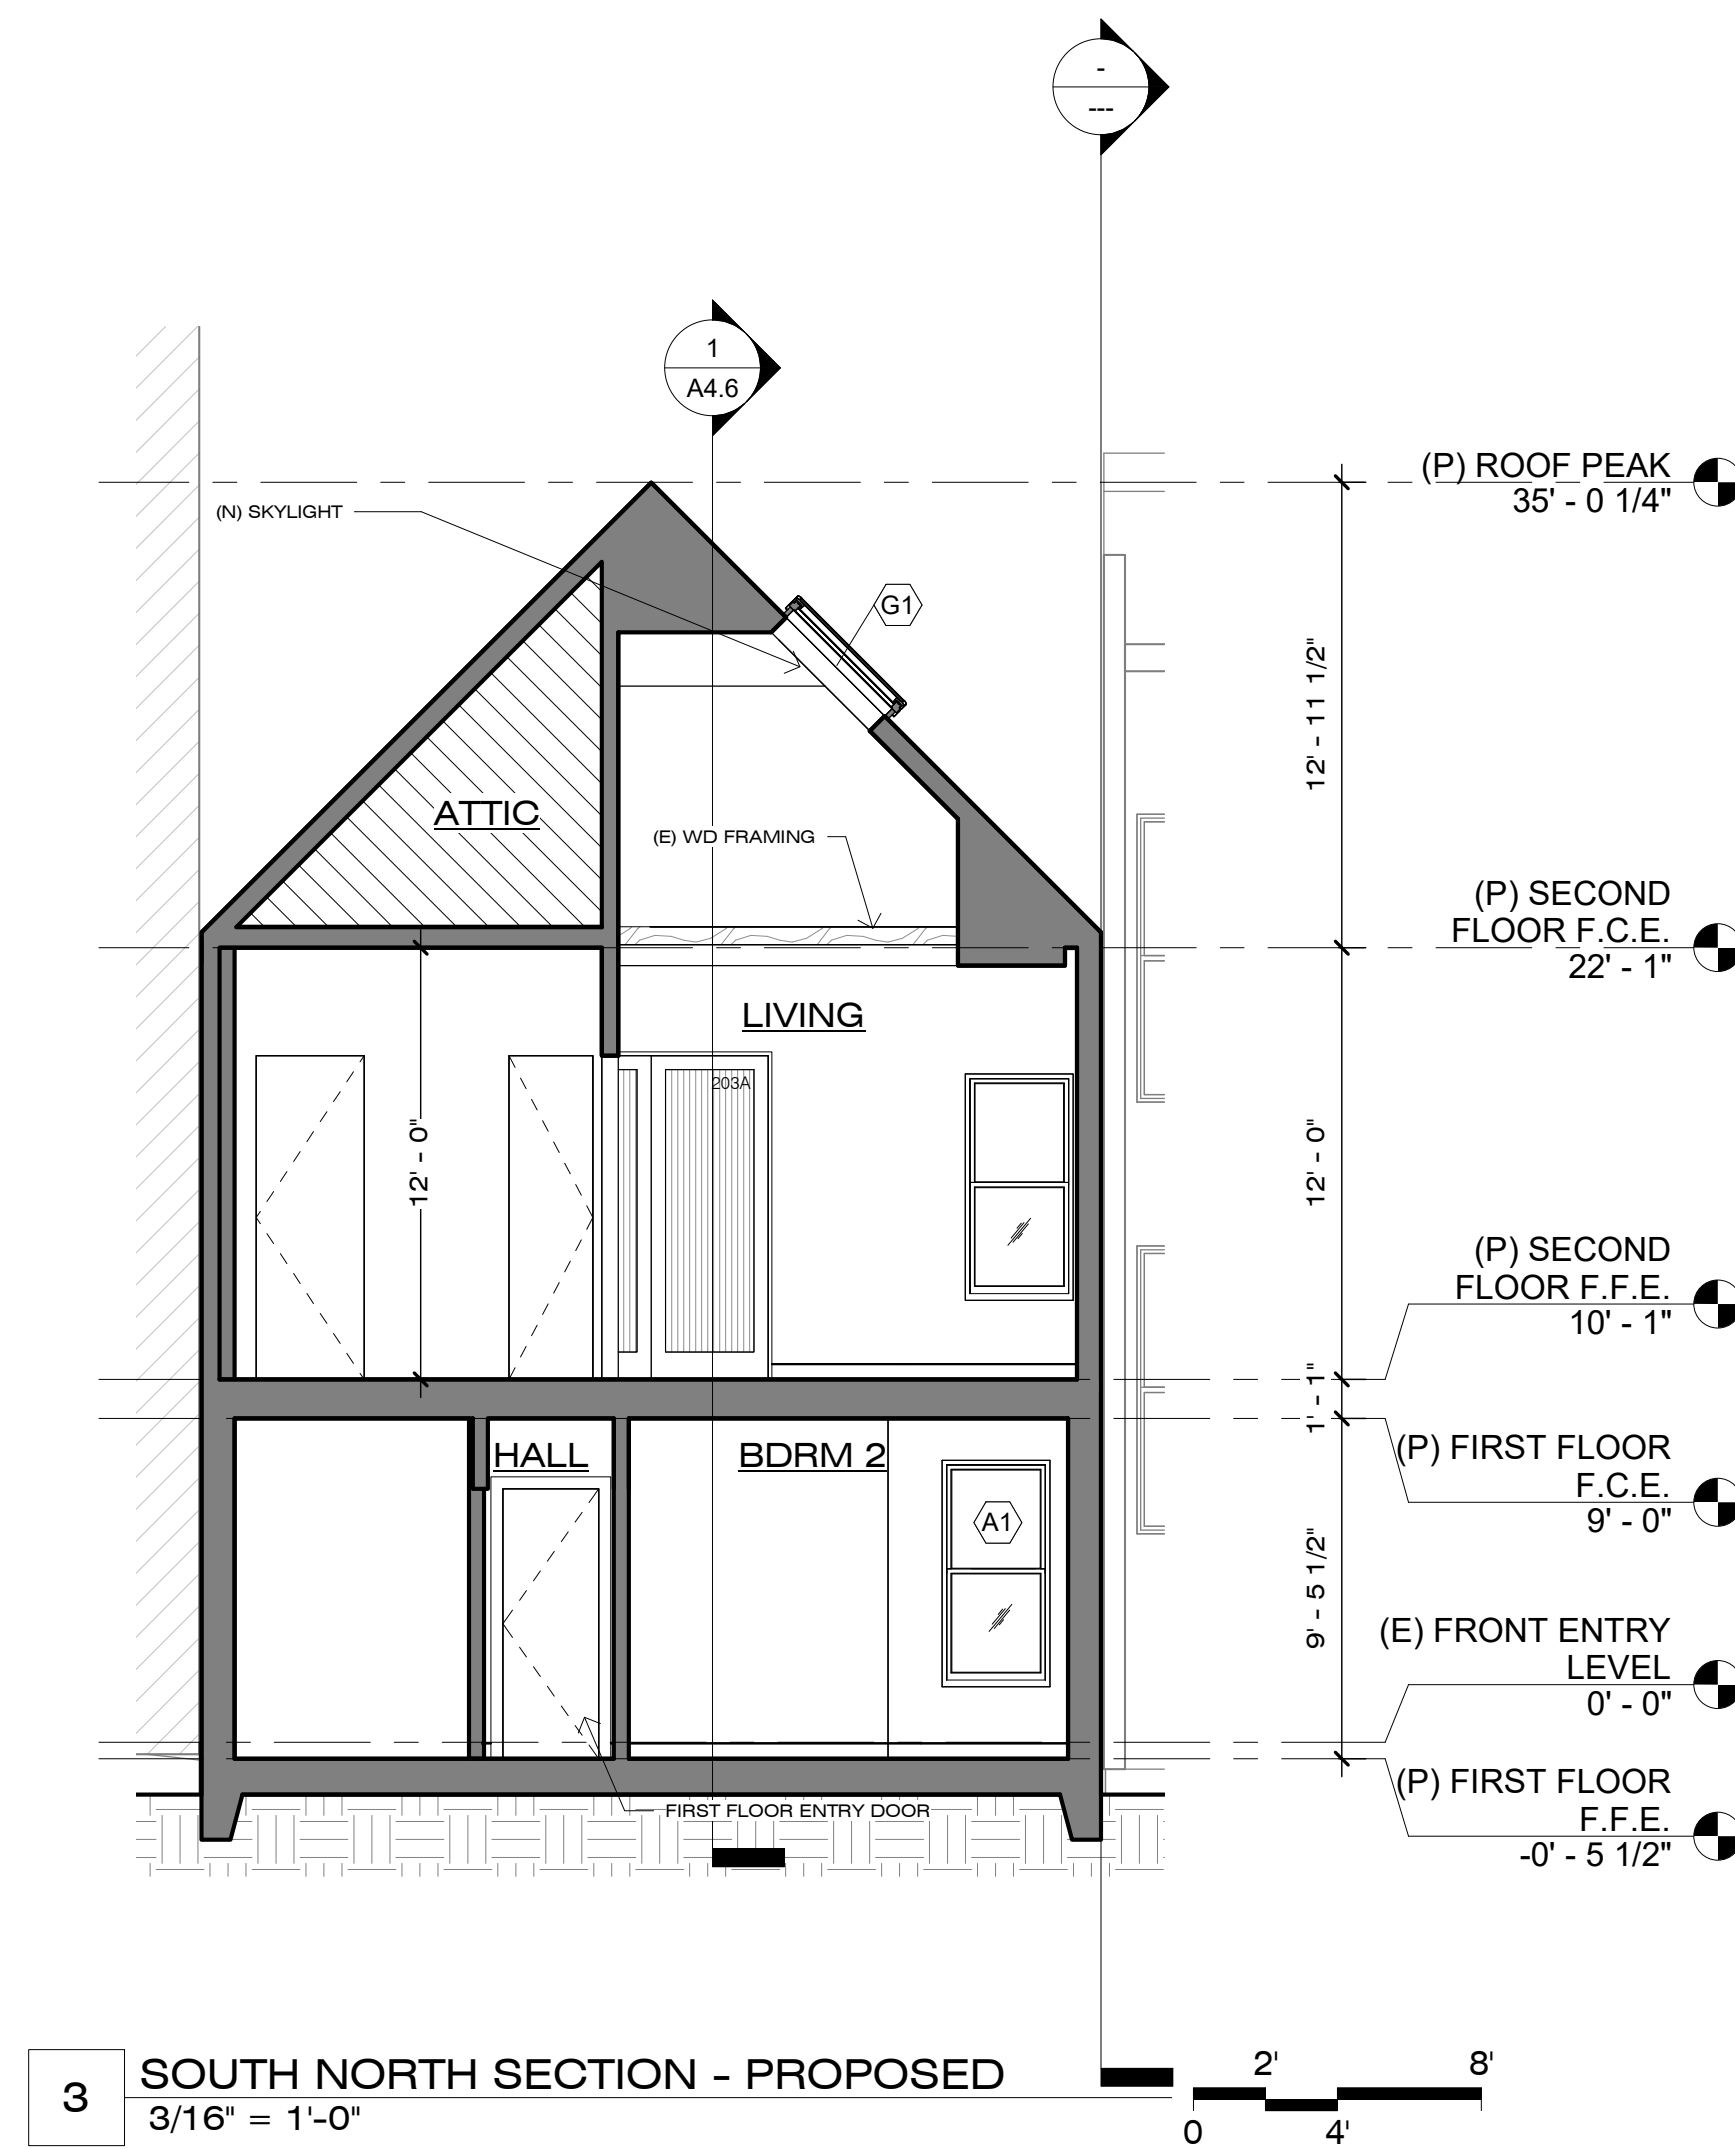 -
---
1
A4.6
(P) ROOF PEAK
35' - 0 1/4"
(N) SKYLIGHT
G1
12' - 11 1/2"
ATTIC
(E) WD FRAMING
(P) SECOND
FLOOR F.C.E.
22' - 1"
LIVING
203A
12' - 0"
12' - 0"
(P) SECOND
FLOOR F.F.E.
10' - 1"
1' - 1"
HALL
BDRM 2
(P) FIRST FLOOR
F.C.E.
9' - 0"
A1
9' - 5 1/2"
(E) FRONT ENTRY
LEVEL
0' - 0"
(P) FIRST FLOOR
F.F.E.
-0' - 5 1/2"
FIRST FLOOR ENTRY DOOR
3
SOUTH NORTH SECTION - PROPOSED
3/16" = 1'-0"
2'
8'
0
4'